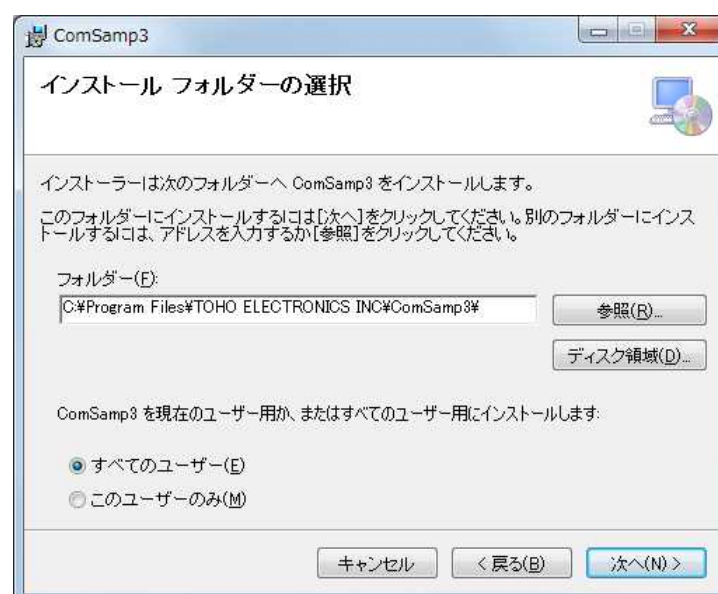 ComSamp3
インストール フォルダーの選択
インストーラーは次のフォルダーへ ComSamp3 をインストールします。
このフォルダーにインストールするには[次へ]をクリックしてください。別のフォルダーにインス
トールするには、アドレスを入力するか[参照]をクリックしてください。
フォルダー(F):
C:¥Program Files¥TOHO ELECTRONICS INC¥ComSamp3¥
参照(R)...
ディスク領域(D)...
ComSamp3 を現在のユーザー用か、またはすべてのユーザー用にインストールします:
すべてのユーザー(E)
このユーザーのみ(M)
キャンセル
< 戻る(B)
次へ(N) >